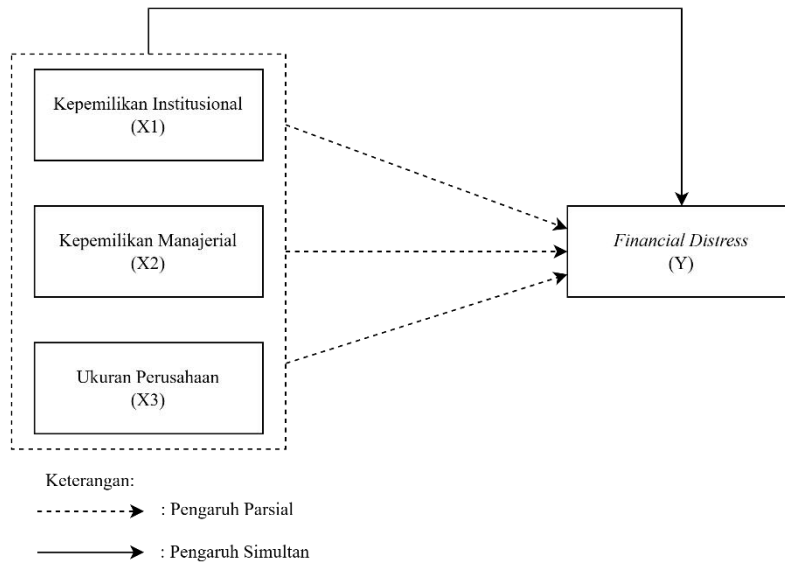 Kepemilikan Institusional
(X1)
Kepemilikan Manajerial
(X2)
Ukuran Perusahaan
(X3)
Financial Distress
(Y)
Keterangan:
: Pengaruh Parsial
: Pengaruh Simultan